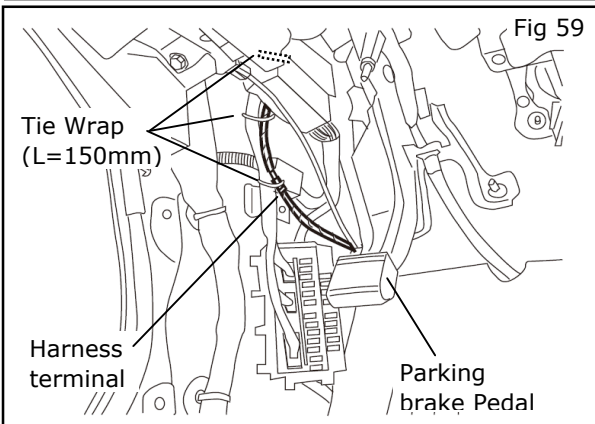 Fig 59
Tie Wrap
(L=150mm)
Harness
terminal
Parking
brake Pedal